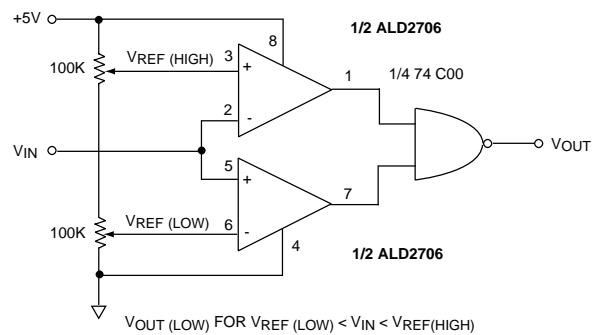 +5V
1/2 ALD2706
8
VREF (HIGH)
3
100K
+
1
1/4 74 C00
2
-
VIN
VOUT
5
+
7
VREF (LOW)
6
-
100K
4
1/2 ALD2706
VOUT (LOW) FOR VREF (LOW) < VIN < VREF(HIGH)